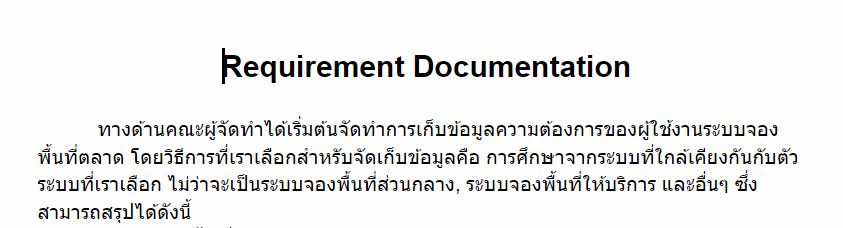 Requirement Documentation
ทางด้านคณะผู้จัดทำได้เริ่มต้นจัดทำการเก็บข้อมูลความต้องการของผู้ใช้งานระบบจอง
พื้นที่ตลาด โดยวิธีการที่เราเลือกสำหรับจัดเก็บข้อมูลคือ การศึกษาจากระบบที่ใกล้เคียงกันกับตัว
ระบบที่เราเลือก ไม่ว่าจะเป็นระบบจองพื้นที่ส่วนกลาง, ระบบจองพื้นที่ให้บริการ และอื่นๆ ซึ่ง
สามารถสรุปได้ดังนี้